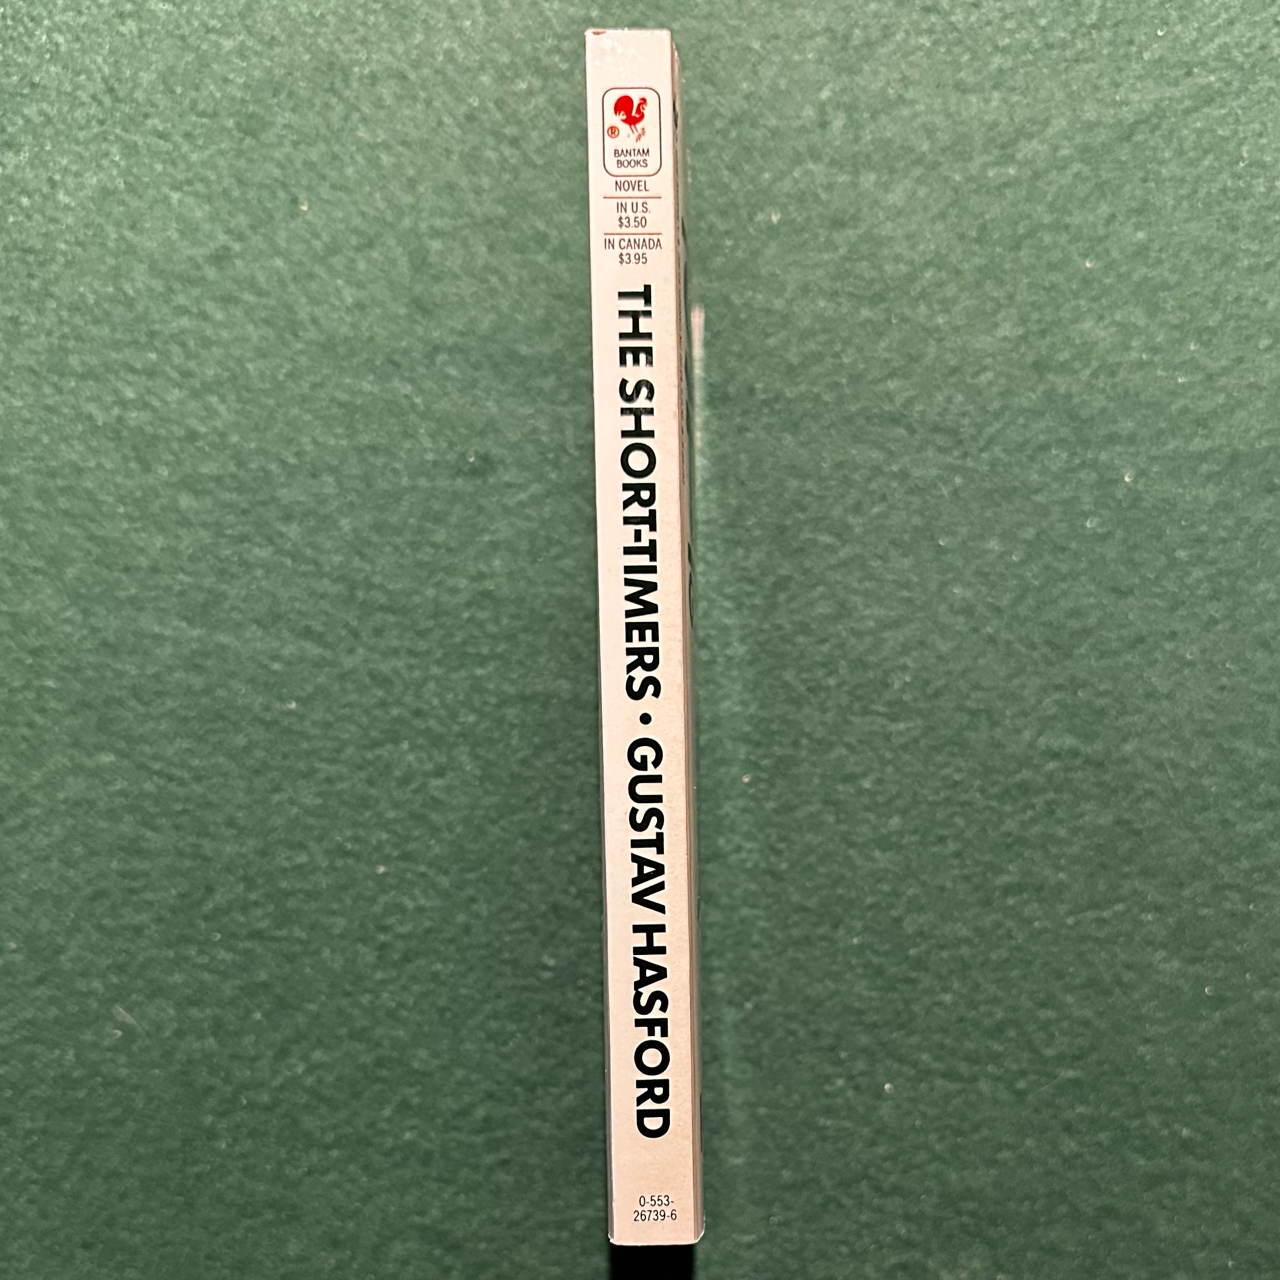 ®
BANTAM
BOOKS
NOVEL
IN U.S.
$3.50
IN CANADA
$3.95
THE SHORT-TIMERS • GUSTAV HASFORD
0-553-
26739-6